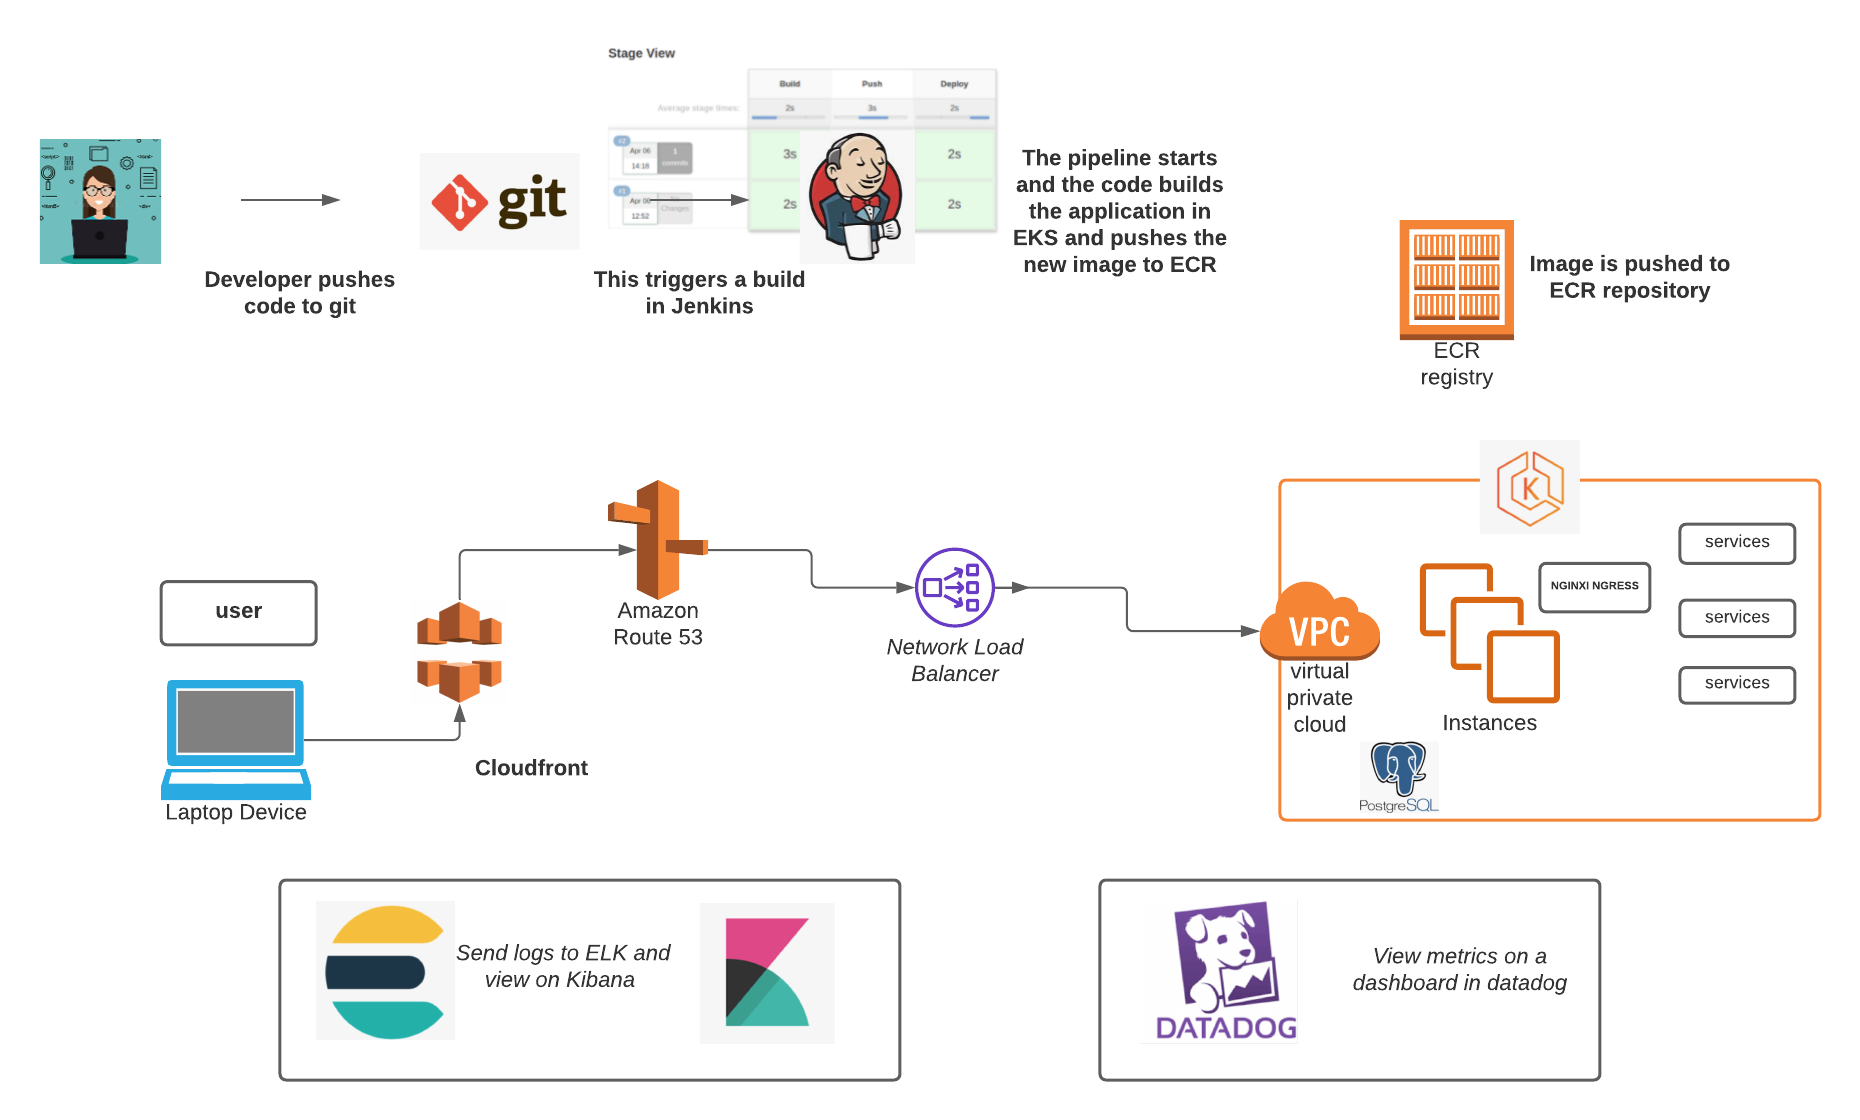 Stage View
Build Push Deploy
Average stage times: 2s 3s 2s
#2
Apr 06
14:18
1
commits
3s
2s
#1
Apr 06
12:52
Changes
2s
2s
<script>
<html>
<html5>
<div>
git
Developer pushes
code to git
This triggers a build
in Jenkins
The pipeline starts
and the code builds
the application in
EKS and pushes the
new image to ECR
Image is pushed to
ECR repository
ECR
registry
user
Laptop Device
Cloudfront
Amazon
Route 53
Network Load
Balancer
VPC
virtual
private
cloud
K
Instances
NGINXI NGRESS
services
services
services
PostgreSQL
Send logs to ELK and
view on Kibana
DATADOG
View metrics on a
dashboard in datadog